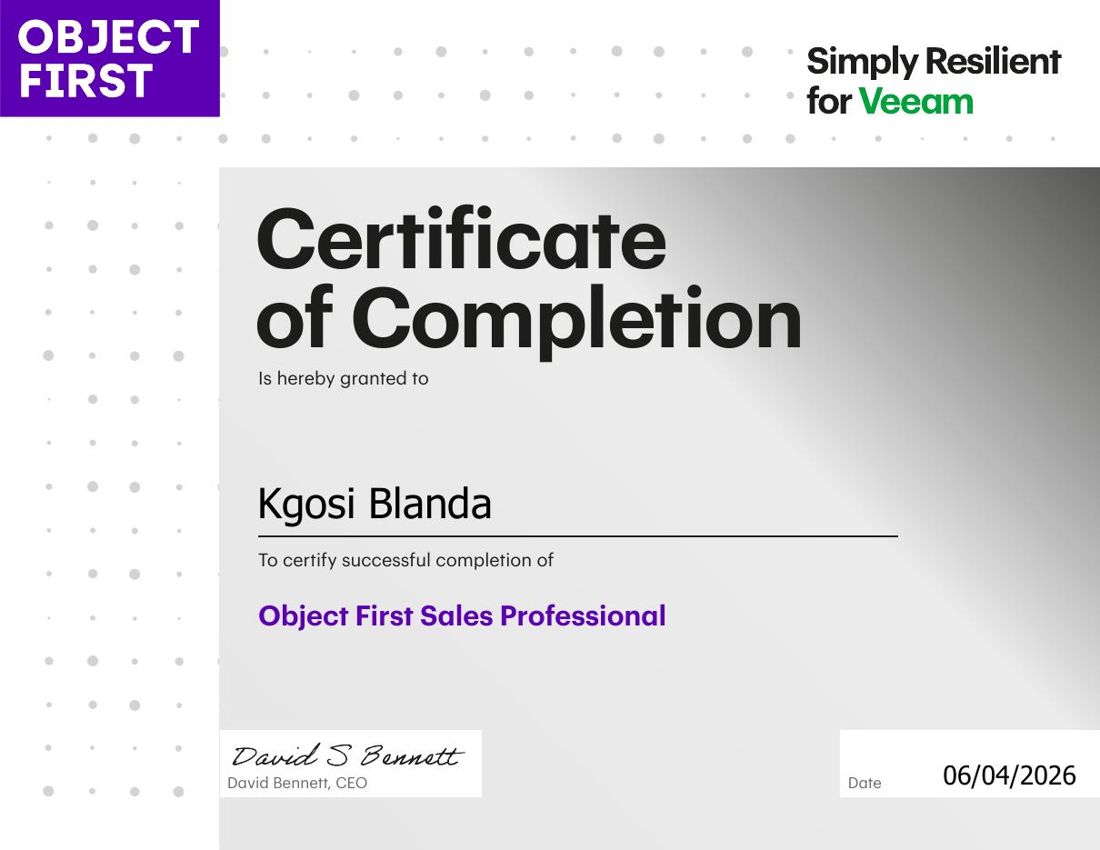 OBJECT
FIRST
Simply Resilient
for Veeam
Certificate
of Completion
Is hereby granted to
Kgosi Blanda
To certify successful completion of
Object First Sales Professional
David S Bennett
David Bennett, CEO
Date 06/04/2026